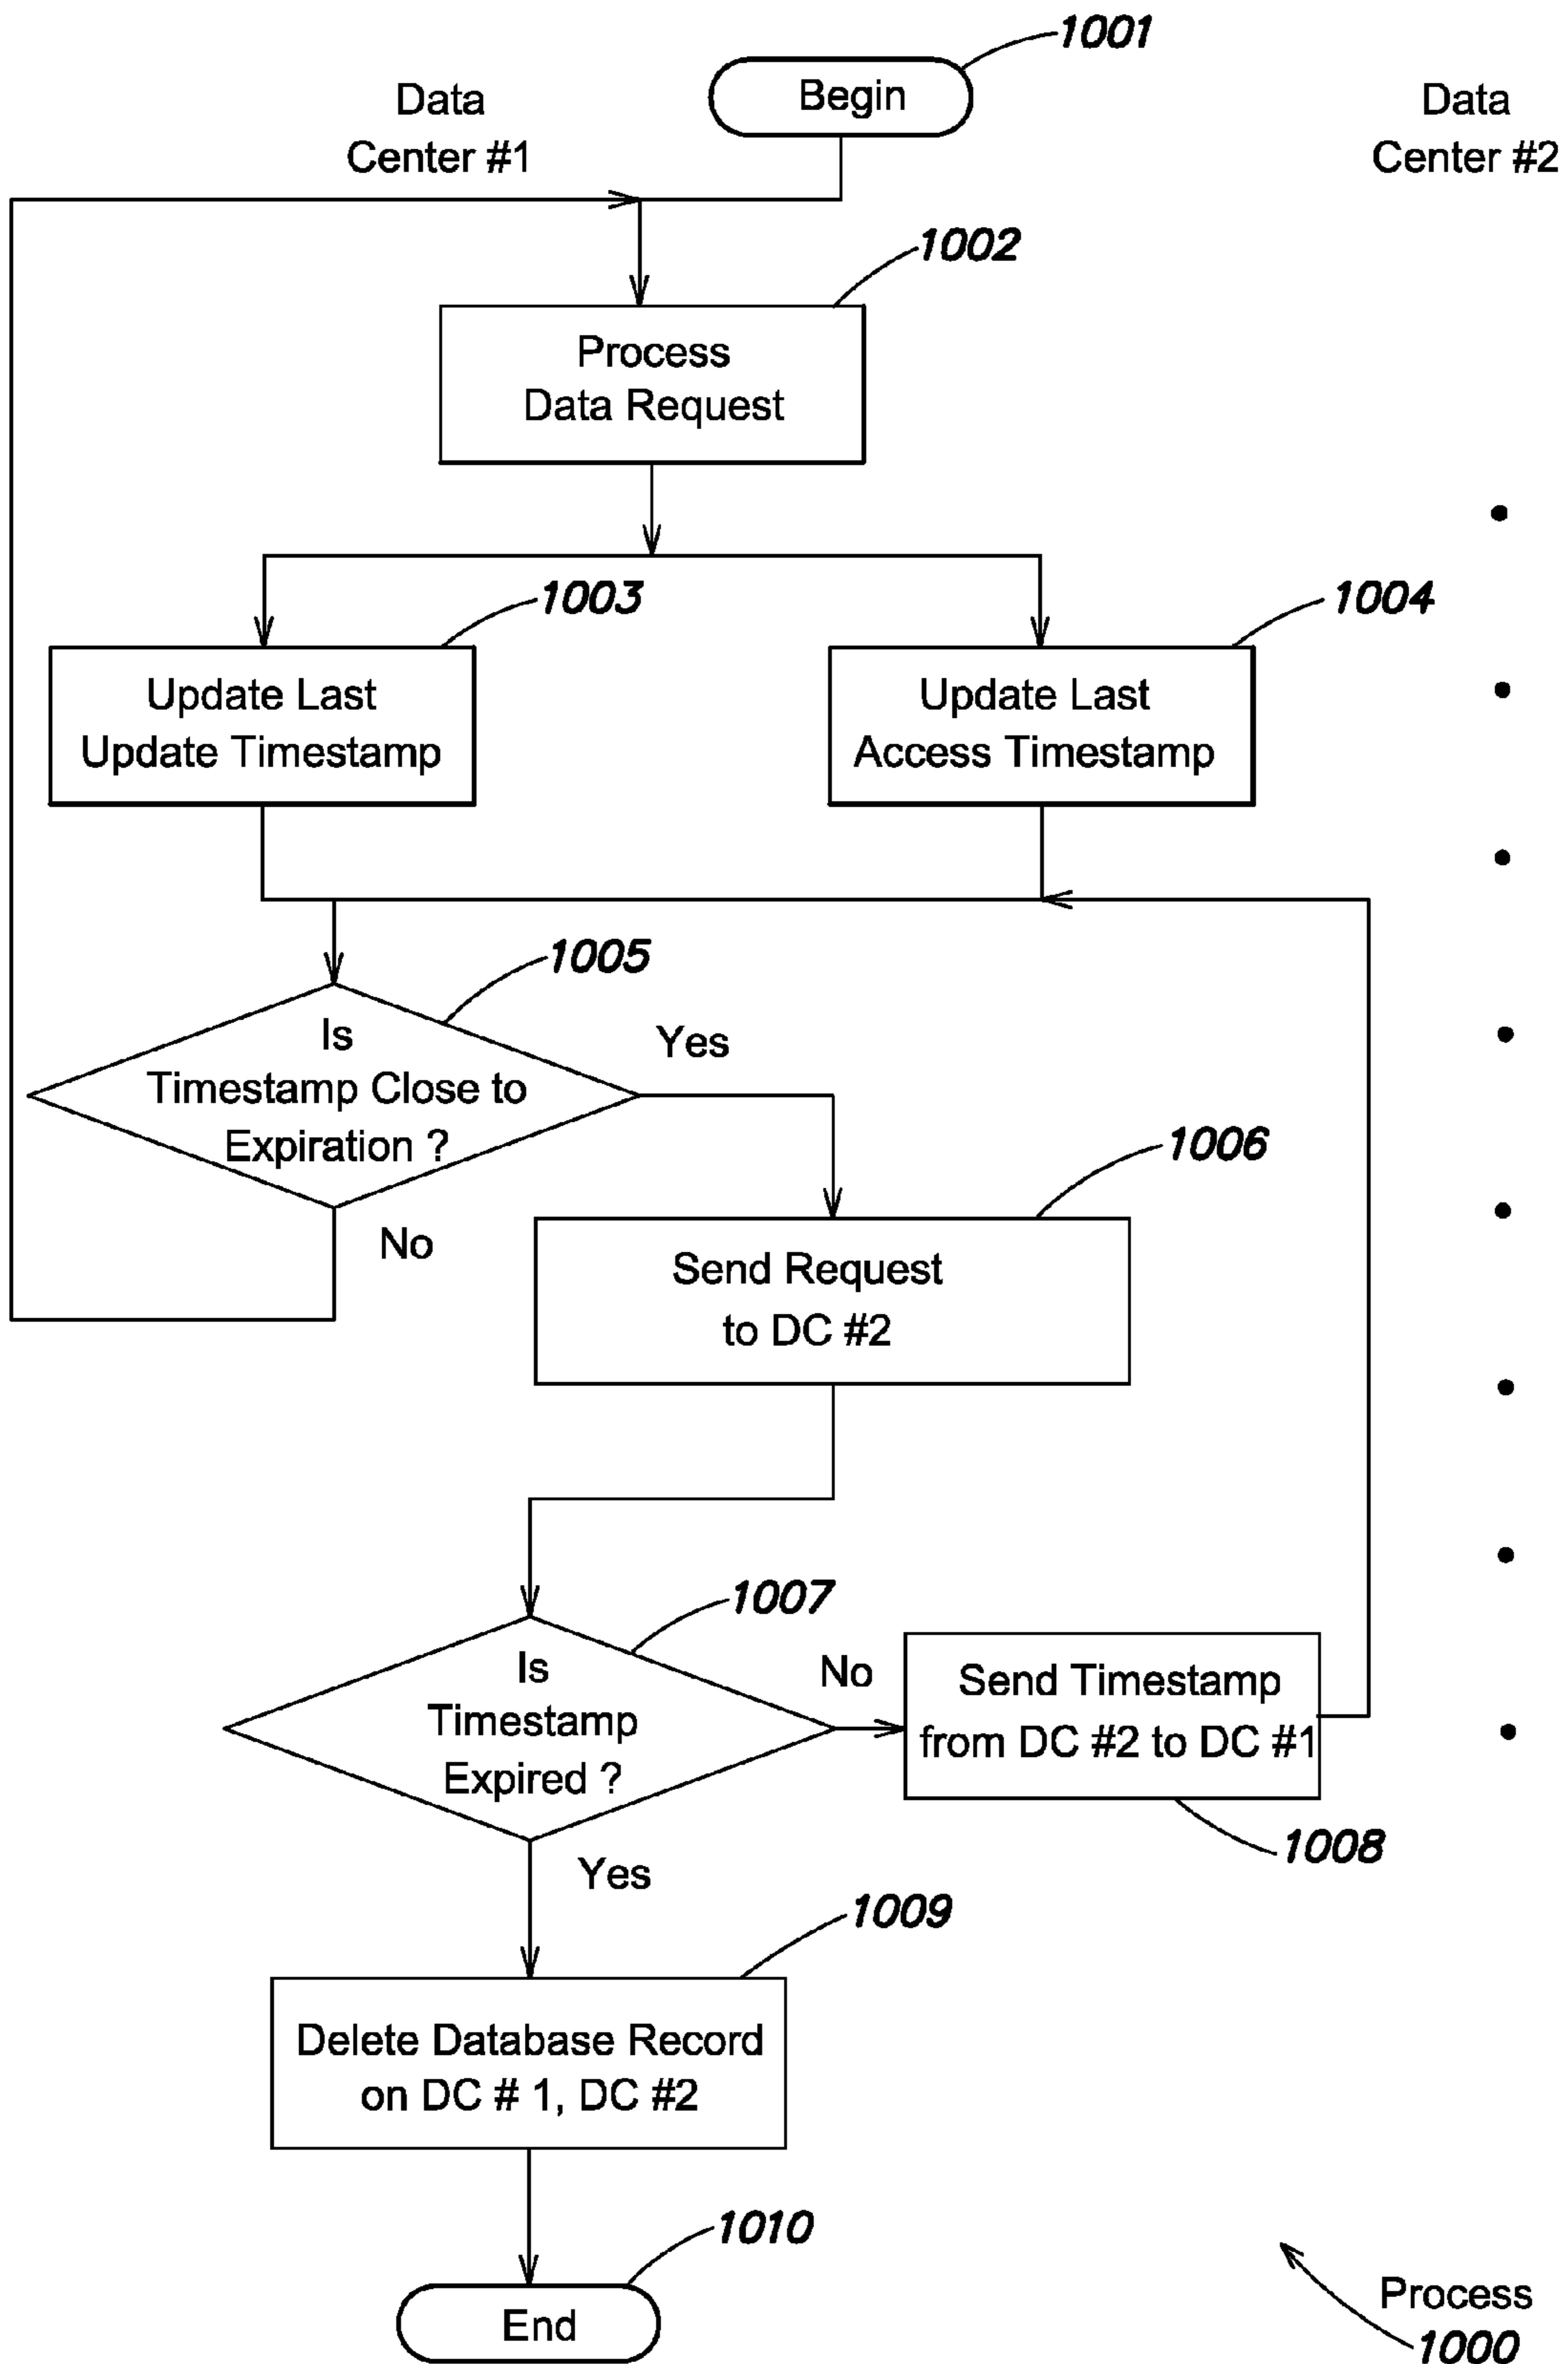 1001
Begin
Data
Center #1
Data
Center #2
1002
Process
Data Request
1003
1004
Update Last
Update Timestamp
Update Last
Access Timestamp
1005
Is
Timestamp Close to
Expiration ?
Yes
No
1006
Send Request
to DC #2
1007
Is
Timestamp
Expired ?
No
Send Timestamp
from DC #2 to DC #1
1008
Yes
1009
Delete Database Record
on DC # 1, DC #2
1010
End
Process
1000